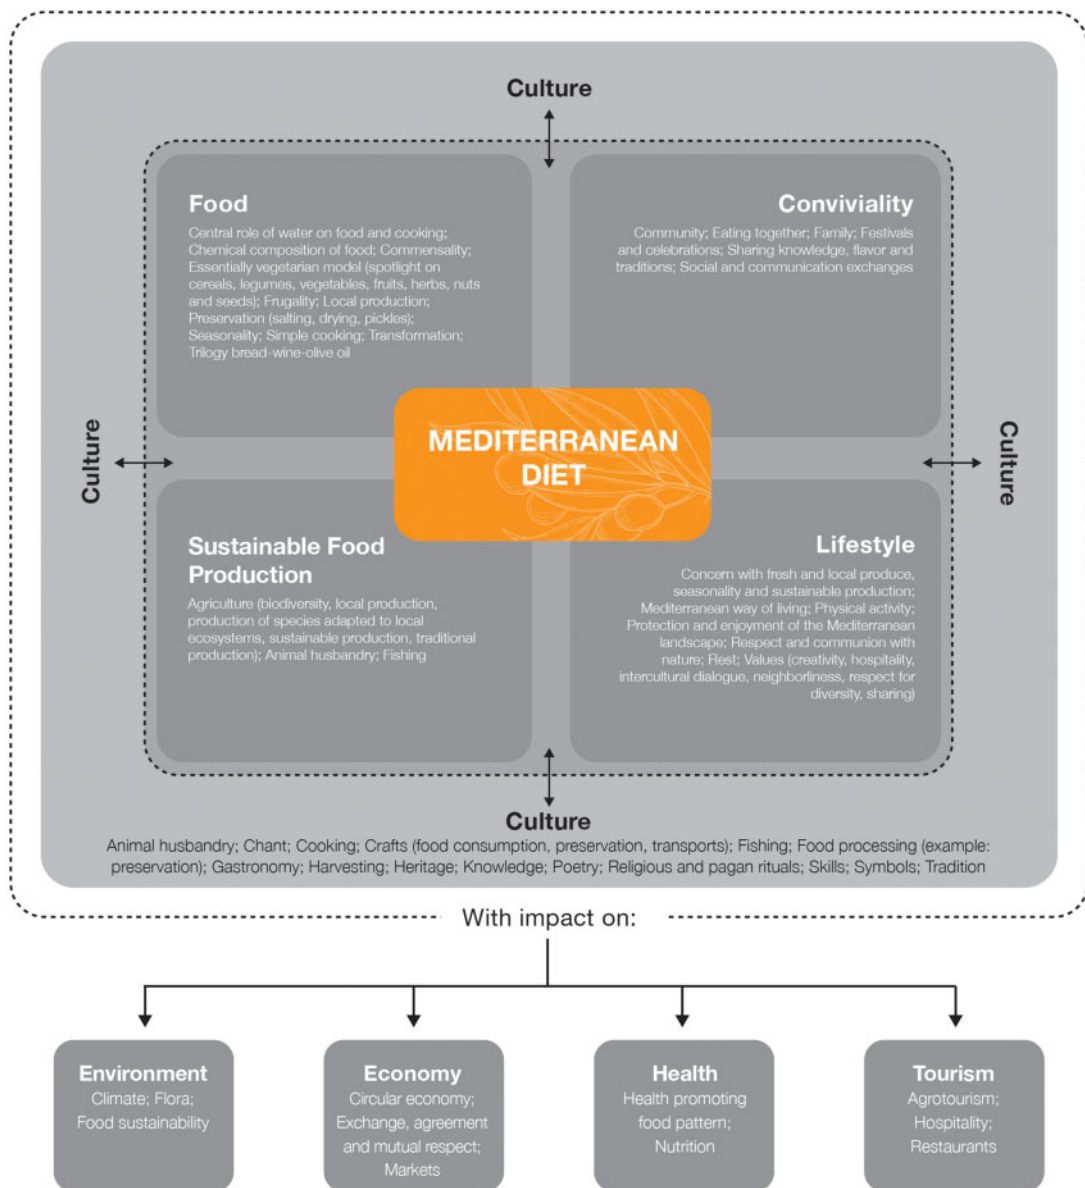 Culture
Food
Central role of water on food and cooking;
Chemical composition of food; Commensality;
Essentially vegetarian model (spotlight on
cereals, legumes, vegetables, fruits, herbs, nuts
and seeds); Frugality; Local production;
Preservation (salting, drying, pickles);
Seasonality; Simple cooking; Transformation;
Trilogy bread-wine-olive oil
Conviviality
Community; Eating together; Family; Festivals
and celebrations; Sharing knowledge, flavor and
traditions; Social and communication exchanges
Culture
MEDITERRANEAN
DIET
Culture
Sustainable Food
Production
Agriculture (biodiversity, local production,
production of species adapted to local
ecosystems, sustainable production, traditional
production); Animal husbandry; Fishing
Lifestyle
Concern with fresh and local produce,
seasonality and sustainable production;
Mediterranean way of living; Physical activity;
Protection and enjoyment of the Mediterranean
landscape; Respect and communion with
nature; Rest; Values (creativity, hospitality,
intercultural dialogue, neighborliness, respect for
diversity, sharing)
Culture
Animal husbandry; Chant; Cooking; Crafts (food consumption, preservation, transports); Fishing; Food processing (example:
preservation); Gastronomy; Harvesting; Heritage; Knowledge; Poetry; Religious and pagan rituals; Skills; Symbols; Tradition
With impact on:
Environment
Climate; Flora;
Food sustainability
Economy
Circular economy;
Exchange, agreement
and mutual respect;
Markets
Health
Health promoting
food pattern;
Nutrition
Tourism
Agrotourism;
Hospitality;
Restaurants